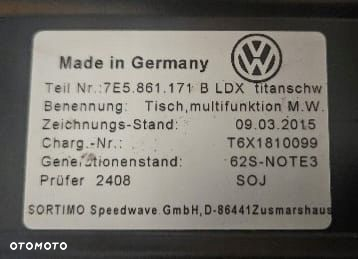 Made in Germany
Teil Nr.:7E5.861.171 B LDX titanschw
Benennung: Tisch,multifunktion M.W.
Zeichnungs-Stand: 09.03.2015
Charg.-Nr.: T6X1810099
Generationenstand: 62S-NOTE3
Prüfer 2408 SOJ
SORTIMO Speedwave GmbH,D-86441Zusmarshaus
OTOMOTO